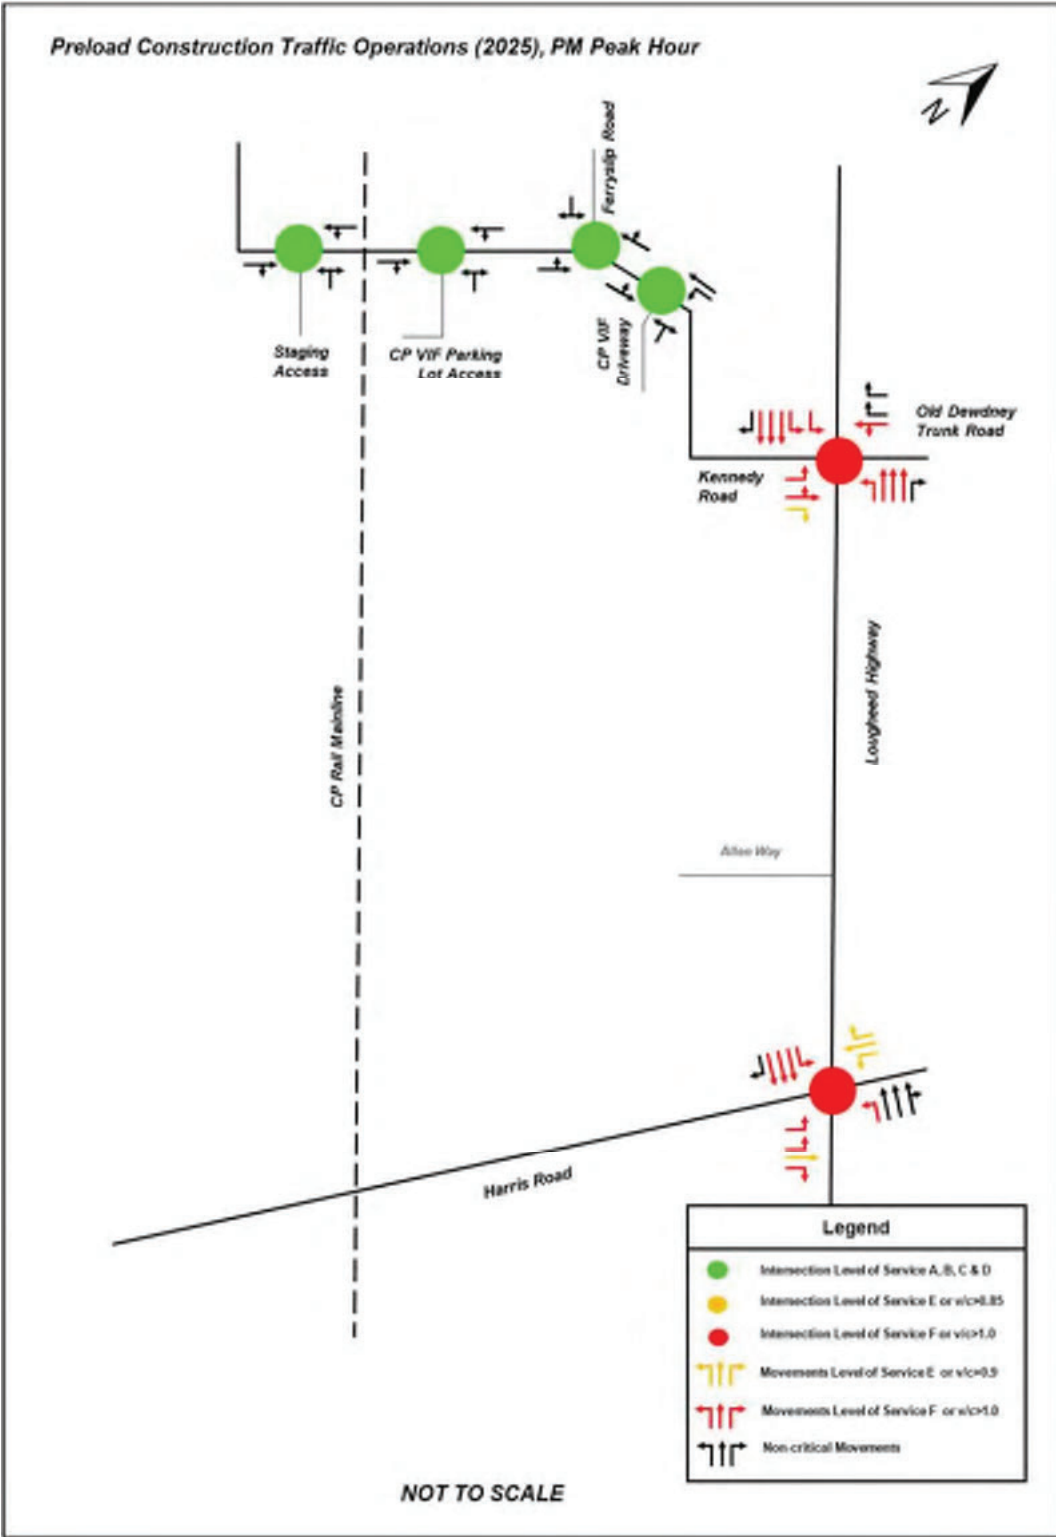 Preload Construction Traffic Operations (2025), PM Peak Hour
N
Ferryslip Road
Staging
Access
CP VIF Parking
Lot Access
CP VIF
Driveway
Old Dewdney
Trunk Road
Kennedy
Road
CP Rail Mainline
Lougheed Highway
Allen Way
Harris Road
Legend
Intersection Level of Service A, B, C & D
Intersection Level of Service E or v/c>0.85
Intersection Level of Service F or v/c>1.0
Movements Level of Service E or v/c>0.9
Movements Level of Service F or v/c>1.0
Non-critical Movements
NOT TO SCALE